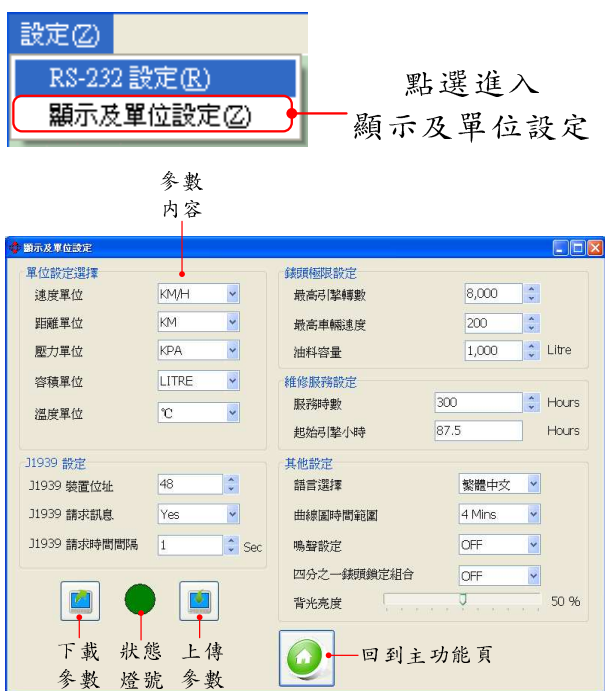 設定(Z)
RS-232 設定(R)
顯示及單位設定(Z)
點選進入
顯示及單位設定
參數
內容
顯示及單位設定
單位設定選擇
速度單位 KM/H
距離單位 KM
壓力單位 KPA
容積單位 LITRE
溫度單位 ℃
錶頭極限設定
最高引擎轉數 8,000
最高車輛速度 200
油料容量 1,000 Litre
維修服務設定
服務時數 300 Hours
起始引擎小時 87.5 Hours
J1939 設定
J1939 裝置位址 48
J1939 請求訊息 Yes
J1939 請求時間間隔 1 Sec
其他設定
語言選擇 繁體中文
曲線圖時間範圍 4 Mins
鳴聲設定 OFF
四分之一錶頭鎖定組合 OFF
背光亮度 50 %
下載
參數
狀態
燈號
上傳
參數
回到主功能頁